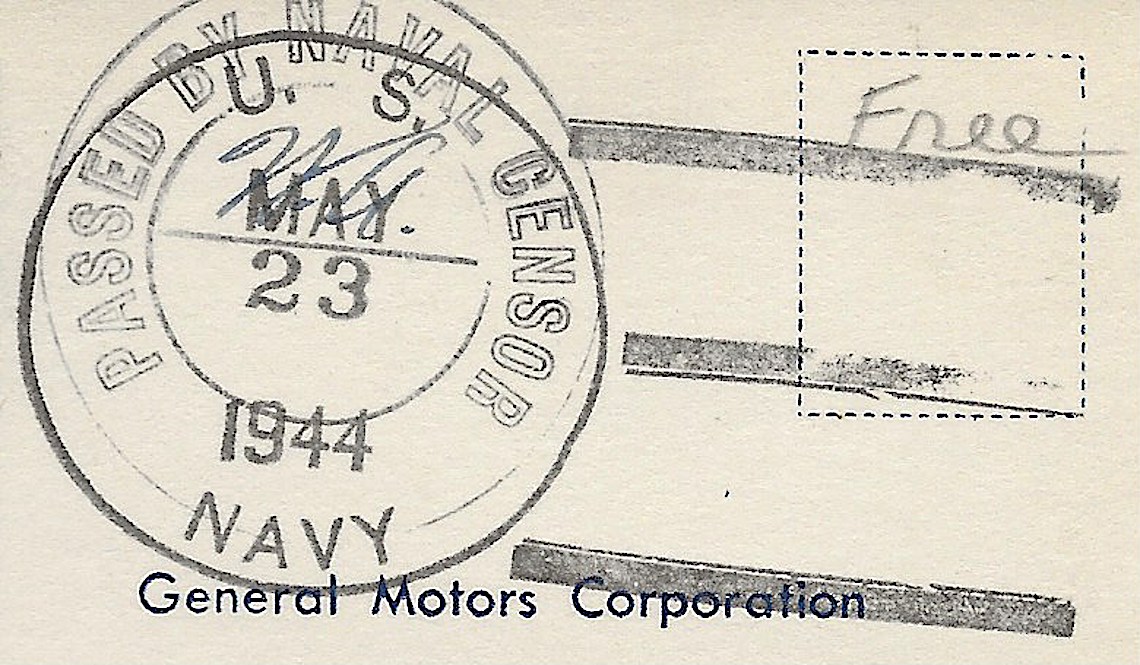 PASSED BY NAVAL CENSOR
U. S.
Free
MAY
23
1944
NAVY
General Motors Corporation